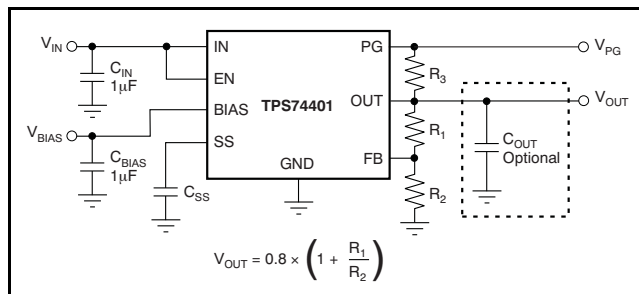 V_IN
IN
PG
V_PG
C_IN
1μF
EN
R_3
BIAS
TPS74401
OUT
V_OUT
V_BIAS
SS
R_1
C_OUT
Optional
C_BIAS
1μF
GND
FB
C_SS
R_2
V_OUT = 0.8 × (1 + R_1/R_2)